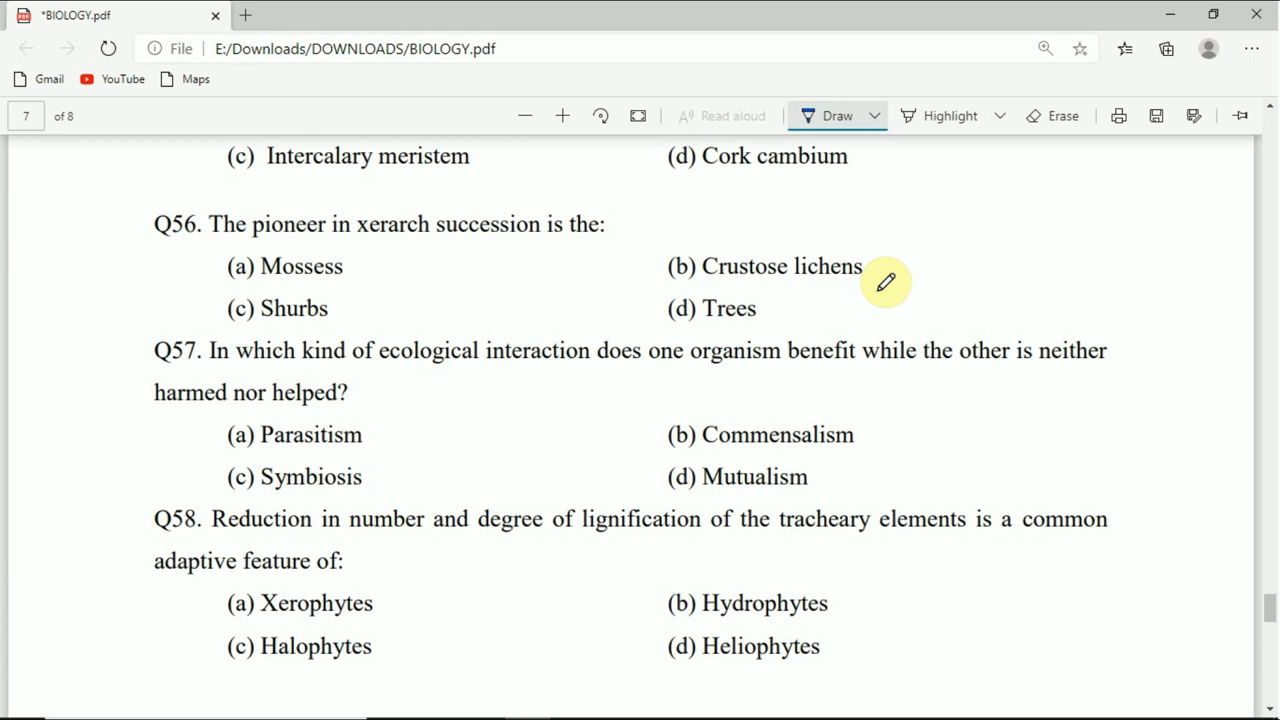 *BIOLOGY.pdf
File E:/Downloads/DOWNLOADS/BIOLOGY.pdf
Gmail YouTube Maps
7 of 8 Read aloud Draw Highlight Erase
(c) Intercalary meristem (d) Cork cambium
Q56. The pioneer in xerarch succession is the:
(a) Mossess (b) Crustose lichens
(c) Shurbs (d) Trees
Q57. In which kind of ecological interaction does one organism benefit while the other is neither
harmed nor helped?
(a) Parasitism (b) Commensalism
(c) Symbiosis (d) Mutualism
Q58. Reduction in number and degree of lignification of the tracheary elements is a common
adaptive feature of:
(a) Xerophytes (b) Hydrophytes
(c) Halophytes (d) Heliophytes